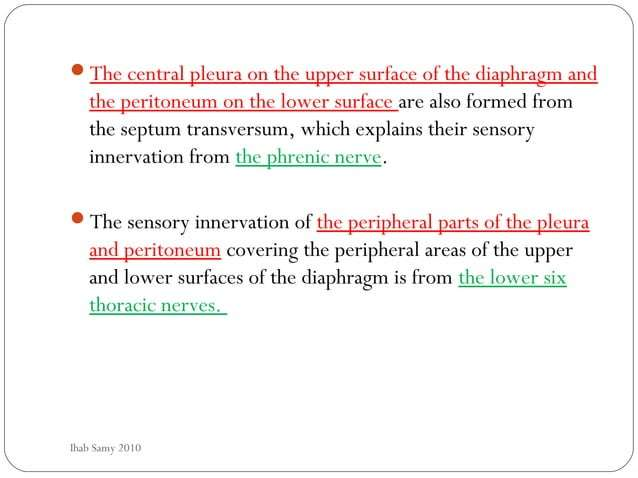 The central pleura on the upper surface of the diaphragm and
the peritoneum on the lower surface are also formed from
the septum transversum, which explains their sensory
innervation from the phrenic nerve.
The sensory innervation of the peripheral parts of the pleura
and peritoneum covering the peripheral areas of the upper
and lower surfaces of the diaphragm is from the lower six
thoracic nerves.
Ihab Samy 2010